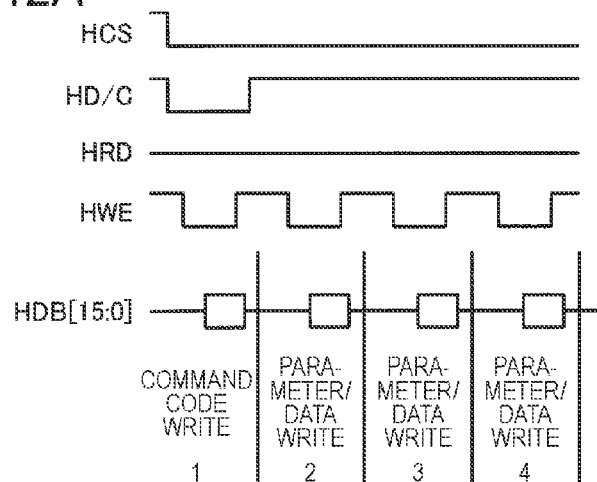 HCS
HD/C
HRD
HWE
HDB[15:0]
COMMAND
CODE
WRITE
1
PARA-
METER/
DATA
WRITE
2
PARA-
METER/
DATA
WRITE
3
PARA-
METER/
DATA
WRITE
4